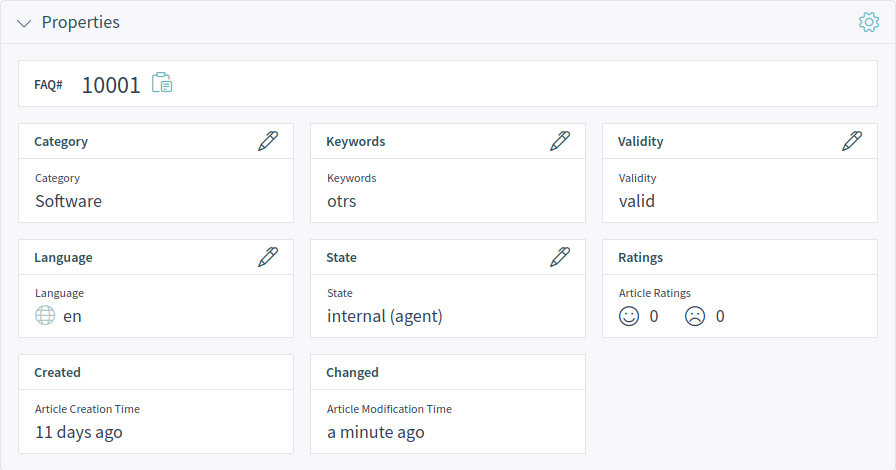 Properties
FAQ# 10001
Category
Category
Software
Keywords
Keywords
otrs
Validity
Validity
valid
Language
Language
en
State
State
internal (agent)
Ratings
Article Ratings
0 0
Created
Article Creation Time
11 days ago
Changed
Article Modification Time
a minute ago